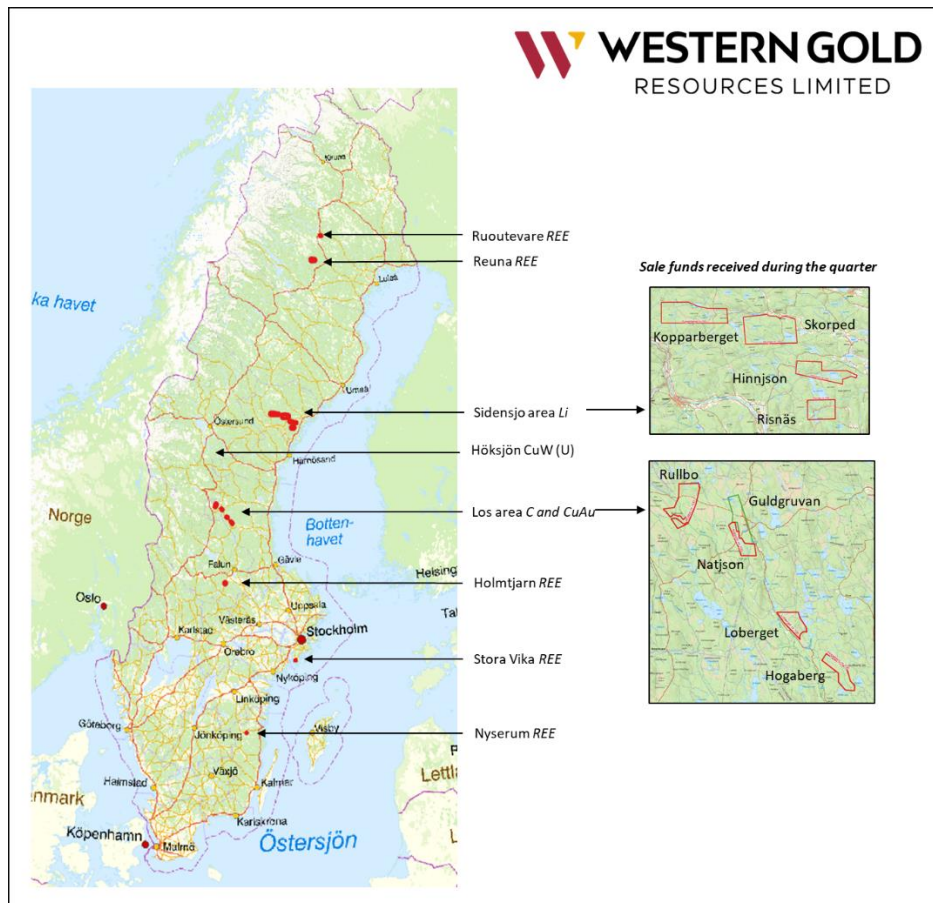 WESTERN GOLD
RESOURCES LIMITED
Kiruna
Ruoutevare REE
Reuna REE
Luleå
ka havet
Sale funds received during the quarter
Kopparberget
Skorped
Hinnjson
Risnäs
Umeå
Sidensjo area Li
Östersund
Höksjön CuW (U)
Härnösand
Rullbo
Guldgruvan
Natjson
Loberget
Hogaberg
Los area C and CuAu
Norge
Botten-
havet
Falun
Gävle
Holmtjarn REE
Helsing
Oslo
Uppsala
Västerås
Karlstad
Stockholm
Örebro
Stora Vika REE
Nyköping
Linköping
Göteborg
Jönköping
Visby
Nyserum REE
Växjö
Halmstad
Kalmar
Lettla
nmark
Karlskrona
Köpenhamn
Malmö
Östersjön